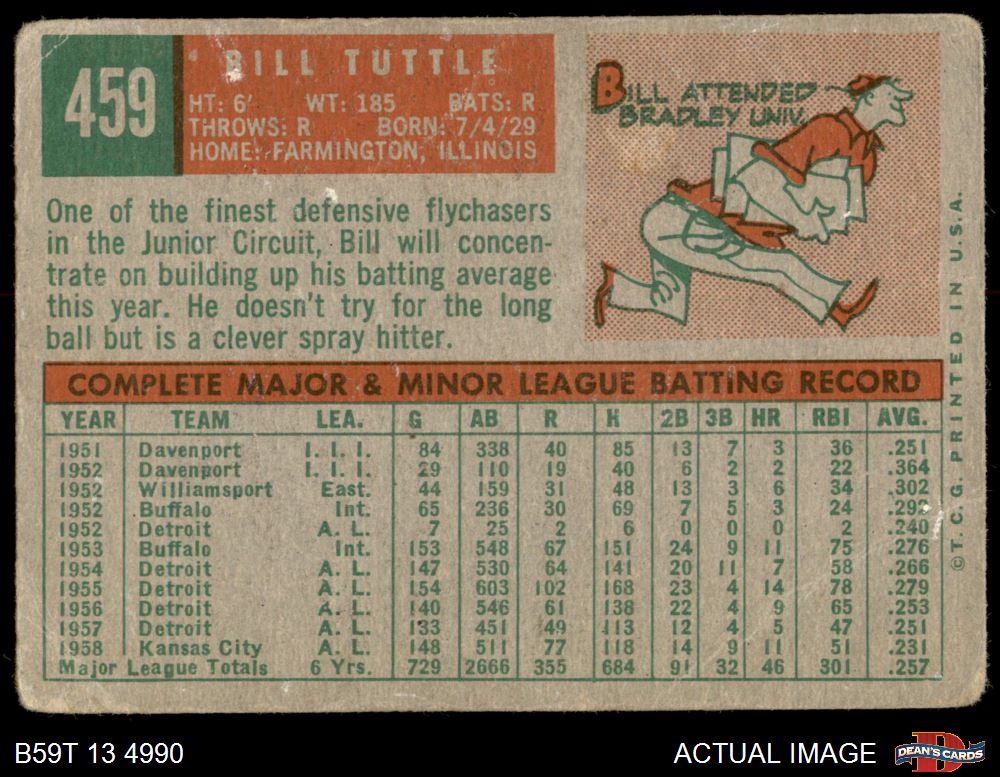 459
BILL TUTTLE
HT: 6' WT: 185 BATS: R
THROWS: R BORN: 7/4/29
HOME: FARMINGTON, ILLINOIS
BILL ATTENDED
BRADLEY UNIV.
One of the finest defensive flychasers
in the Junior Circuit, Bill will concen-
trate on building up his batting average
this year. He doesn't try for the long
ball but is a clever spray hitter.
COMPLETE MAJOR & MINOR LEAGUE BATTING RECORD
YEAR TEAM LEA. G AB R H 2B 3B HR RBI AVG.
1951 Davenport I. I. I. 84 338 40 85 13 7 3 36 .251
1952 Davenport I. I. I. 29 110 19 40 6 2 2 22 .364
1952 Williamsport East. 44 159 31 48 13 3 6 34 .302
1952 Buffalo Int. 65 236 30 69 7 5 3 24 .292
1952 Detroit A. L. 7 25 2 6 0 0 0 2 .240
1953 Buffalo Int. 153 548 67 151 24 9 11 75 .276
1954 Detroit A. L. 147 530 64 141 20 11 7 58 .266
1955 Detroit A. L. 154 603 102 168 23 4 14 78 .279
1956 Detroit A. L. 140 546 61 138 22 4 9 65 .253
1957 Detroit A. L. 133 451 49 113 12 4 5 47 .251
1958 Kansas City A. L. 148 511 77 118 14 9 11 51 .231
Major League Totals 6 Yrs. 729 2666 355 684 91 32 46 301 .257
©T. C. G. PRINTED IN U.S.A.
B59T 13 4990
ACTUAL IMAGE
DEAN'S CARDS